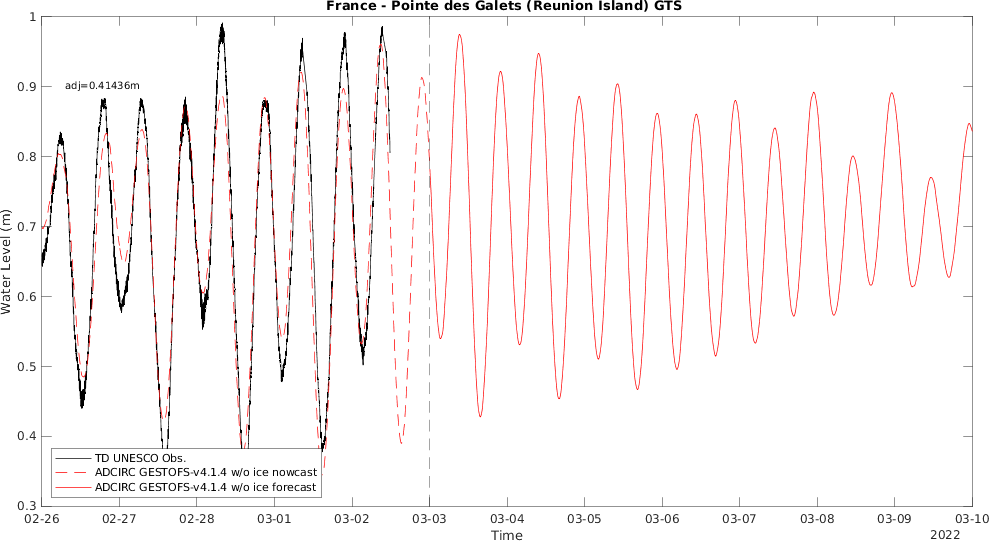 France - Pointe des Galets (Reunion Island) GTS
1
0.9
0.8
0.7
0.6
0.5
0.4
0.3
Water Level (m)
adj=0.41436m
TD UNESCO Obs.
ADCIRC GESTOFS-v4.1.4 w/o ice nowcast
ADCIRC GESTOFS-v4.1.4 w/o ice forecast
02-26 02-27 02-28 03-01 03-02 03-03 03-04 03-05 03-06 03-07 03-08 03-09 03-10
Time
2022